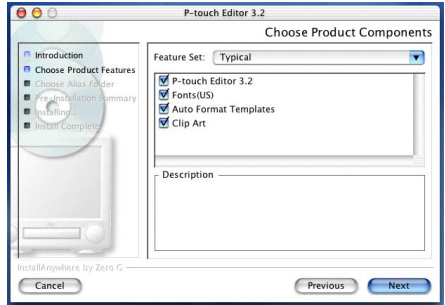 P-touch Editor 3.2
Choose Product Components
Introduction
Choose Product Features
Choose Alias Folder
Pre-Installation Summary
Installing...
Install Complete
Feature Set: Typical
P-touch Editor 3.2
Fonts(US)
Auto Format Templates
Clip Art
Description
InstallAnywhere by Zero G
Cancel
Previous
Next